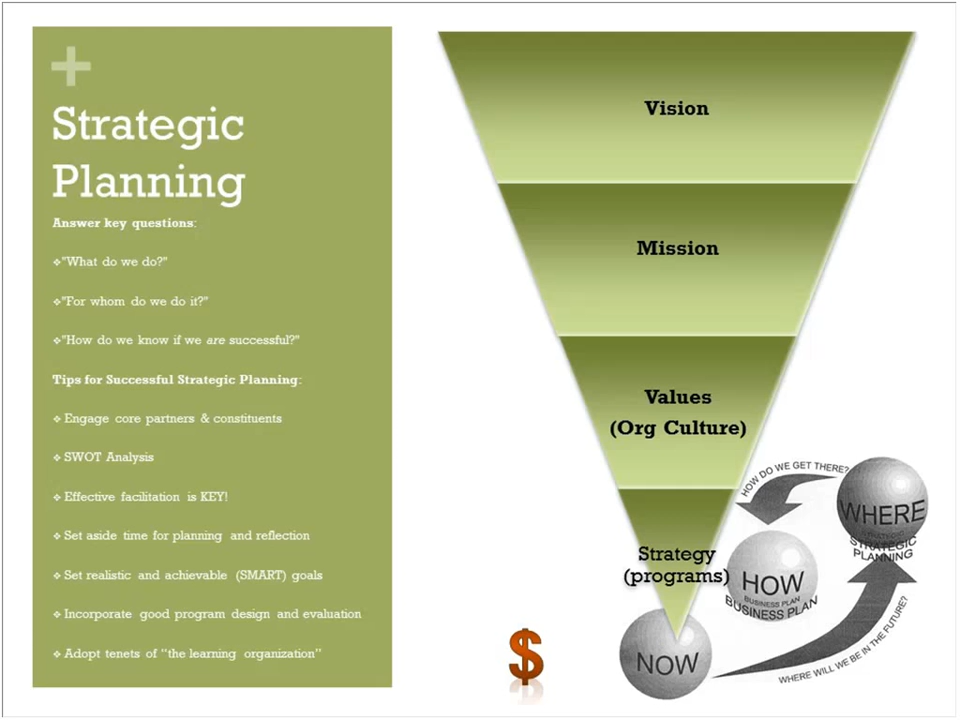 +
Strategic
Planning
Answer key questions:
❖"What do we do?"
❖"For whom do we do it?"
❖"How do we know if we are successful?"
Tips for Successful Strategic Planning:
❖ Engage core partners & constituents
❖ SWOT Analysis
❖ Effective facilitation is KEY!
❖ Set aside time for planning and reflection
❖ Set realistic and achievable (SMART) goals
❖ Incorporate good program design and evaluation
❖ Adopt tenets of “the learning organization”
Vision
Mission
Values
(Org Culture)
Strategy
(programs)
HOW DO WE GET THERE?
WHERE
STRATEGIC
PLANNING
HOW
BUSINESS PLAN
BUSINESS PLAN
NOW
WHERE WILL WE BE IN THE FUTURE?
$